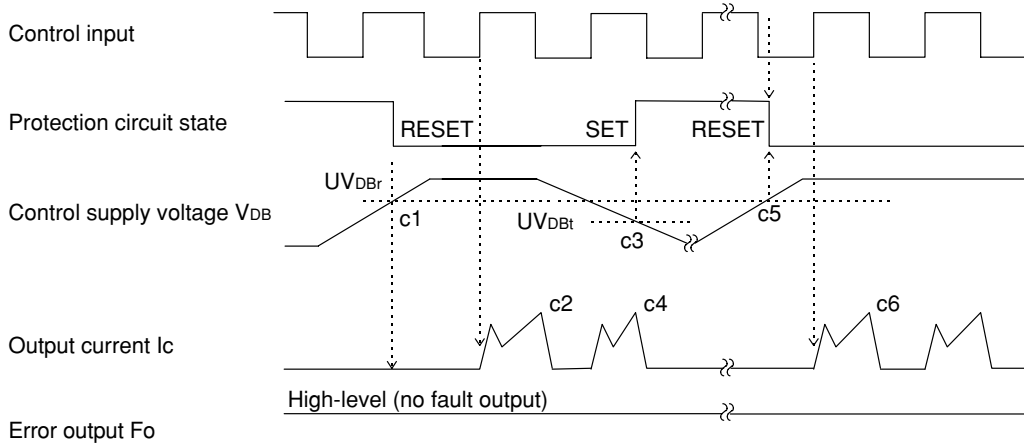 Control input
Protection circuit state
RESET
SET
RESET
UVDBr
Control supply voltage VDB
c1
UVDBt
c3
c5
c2
c4
c6
Output current Ic
High-level (no fault output)
Error output Fo